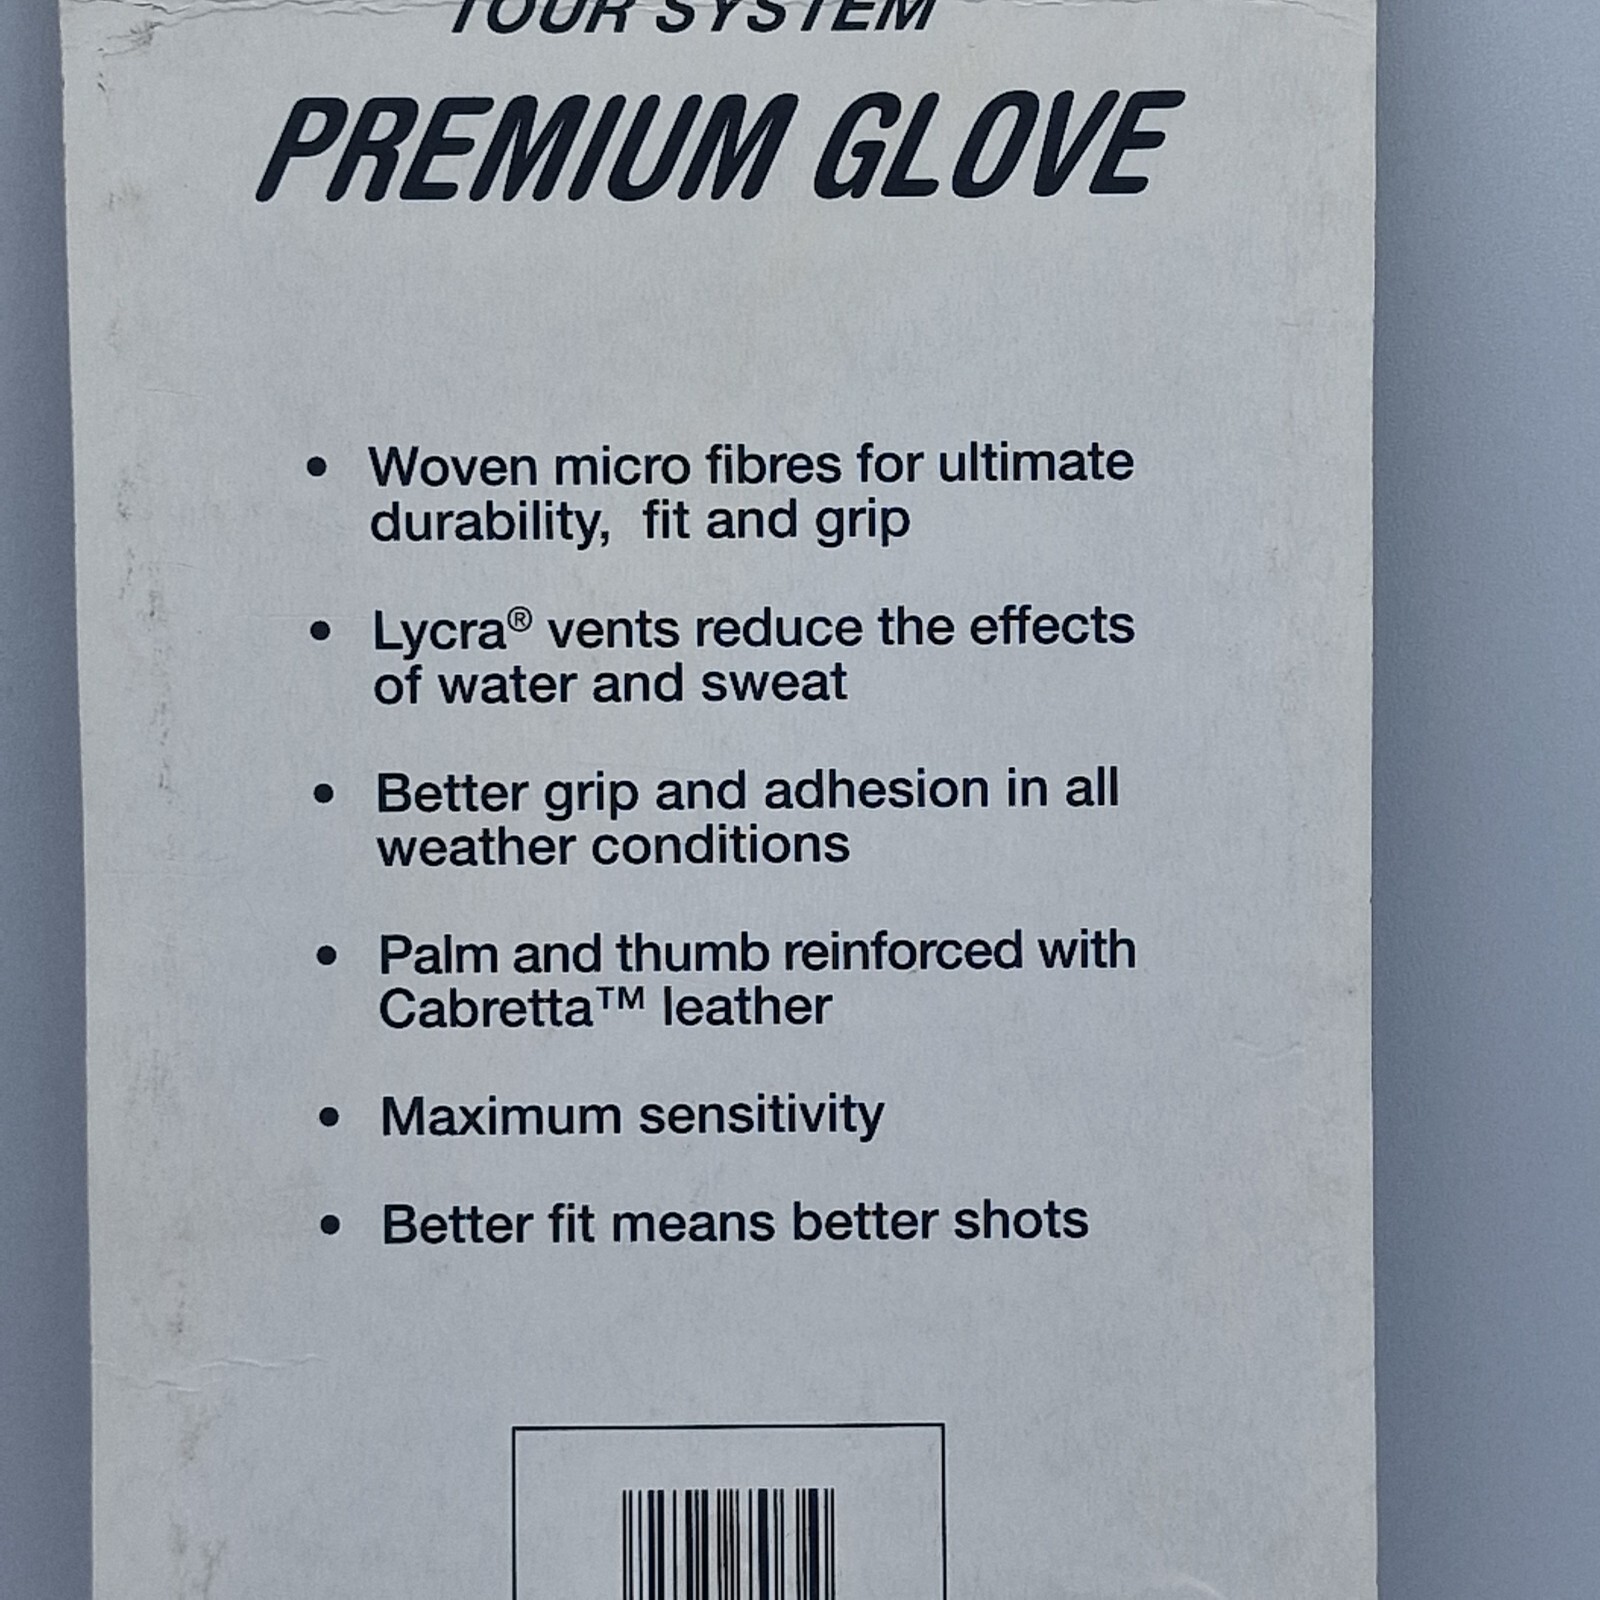 TOUR SYSTEM
PREMIUM GLOVE
• Woven micro fibres for ultimate
durability, fit and grip
• Lycra® vents reduce the effects
of water and sweat
• Better grip and adhesion in all
weather conditions
• Palm and thumb reinforced with
Cabretta™ leather
• Maximum sensitivity
• Better fit means better shots